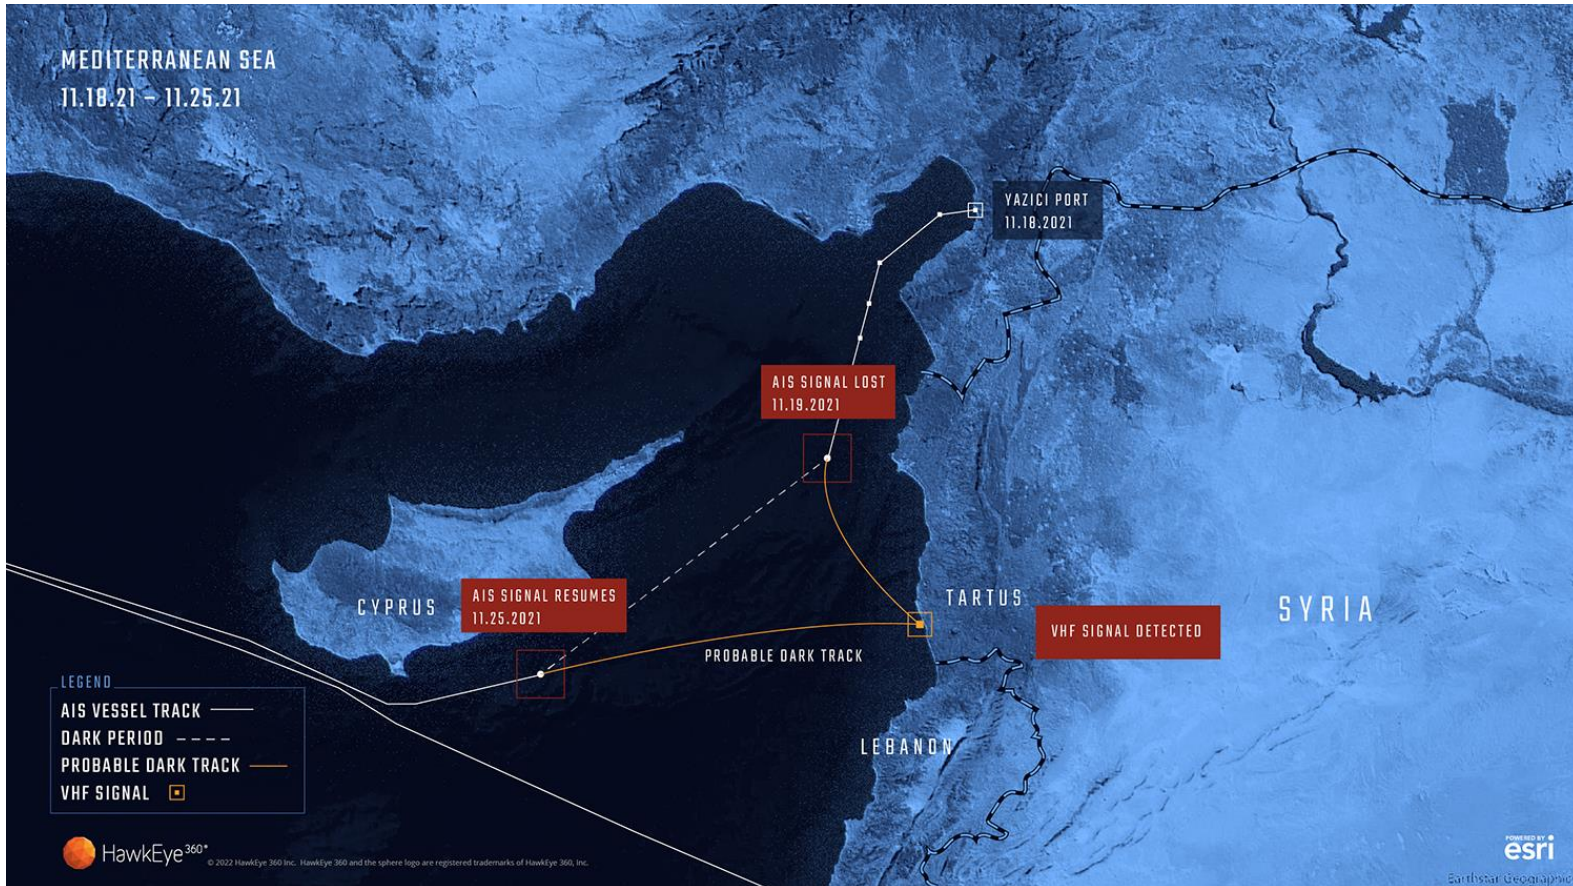 MEDITERRANEAN SEA
11.18.21 – 11.25.21
YAZICI PORT
11.18.2021
AIS SIGNAL LOST
11.19.2021
AIS SIGNAL RESUMES
11.25.2021
CYPRUS
TARTUS
SYRIA
VHF SIGNAL DETECTED
PROBABLE DARK TRACK
LEBANON
LEGEND
AIS VESSEL TRACK
DARK PERIOD
PROBABLE DARK TRACK
VHF SIGNAL
HawkEye360®
© 2022 HawkEye 360 Inc. HawkEye 360 and the sphere logo are registered trademarks of HawkEye 360, Inc.
POWERED BY
esri
Earthstar Geographic